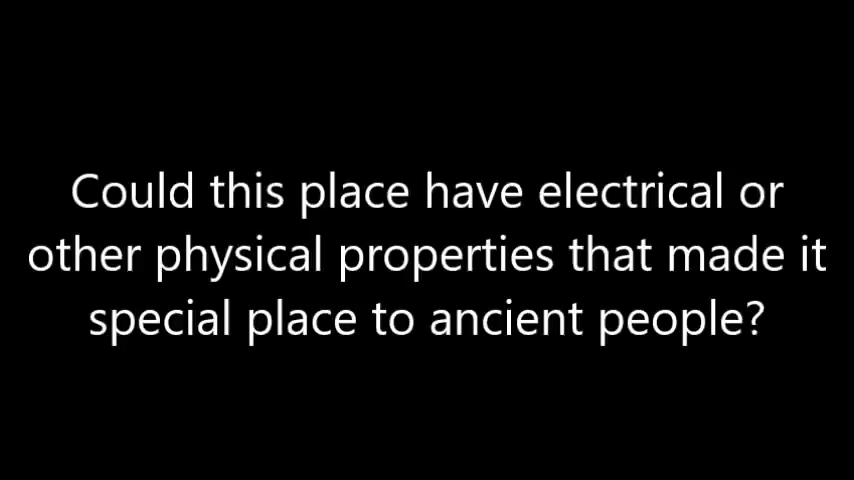 Could this place have electrical or
other physical properties that made it
special place to ancient people?